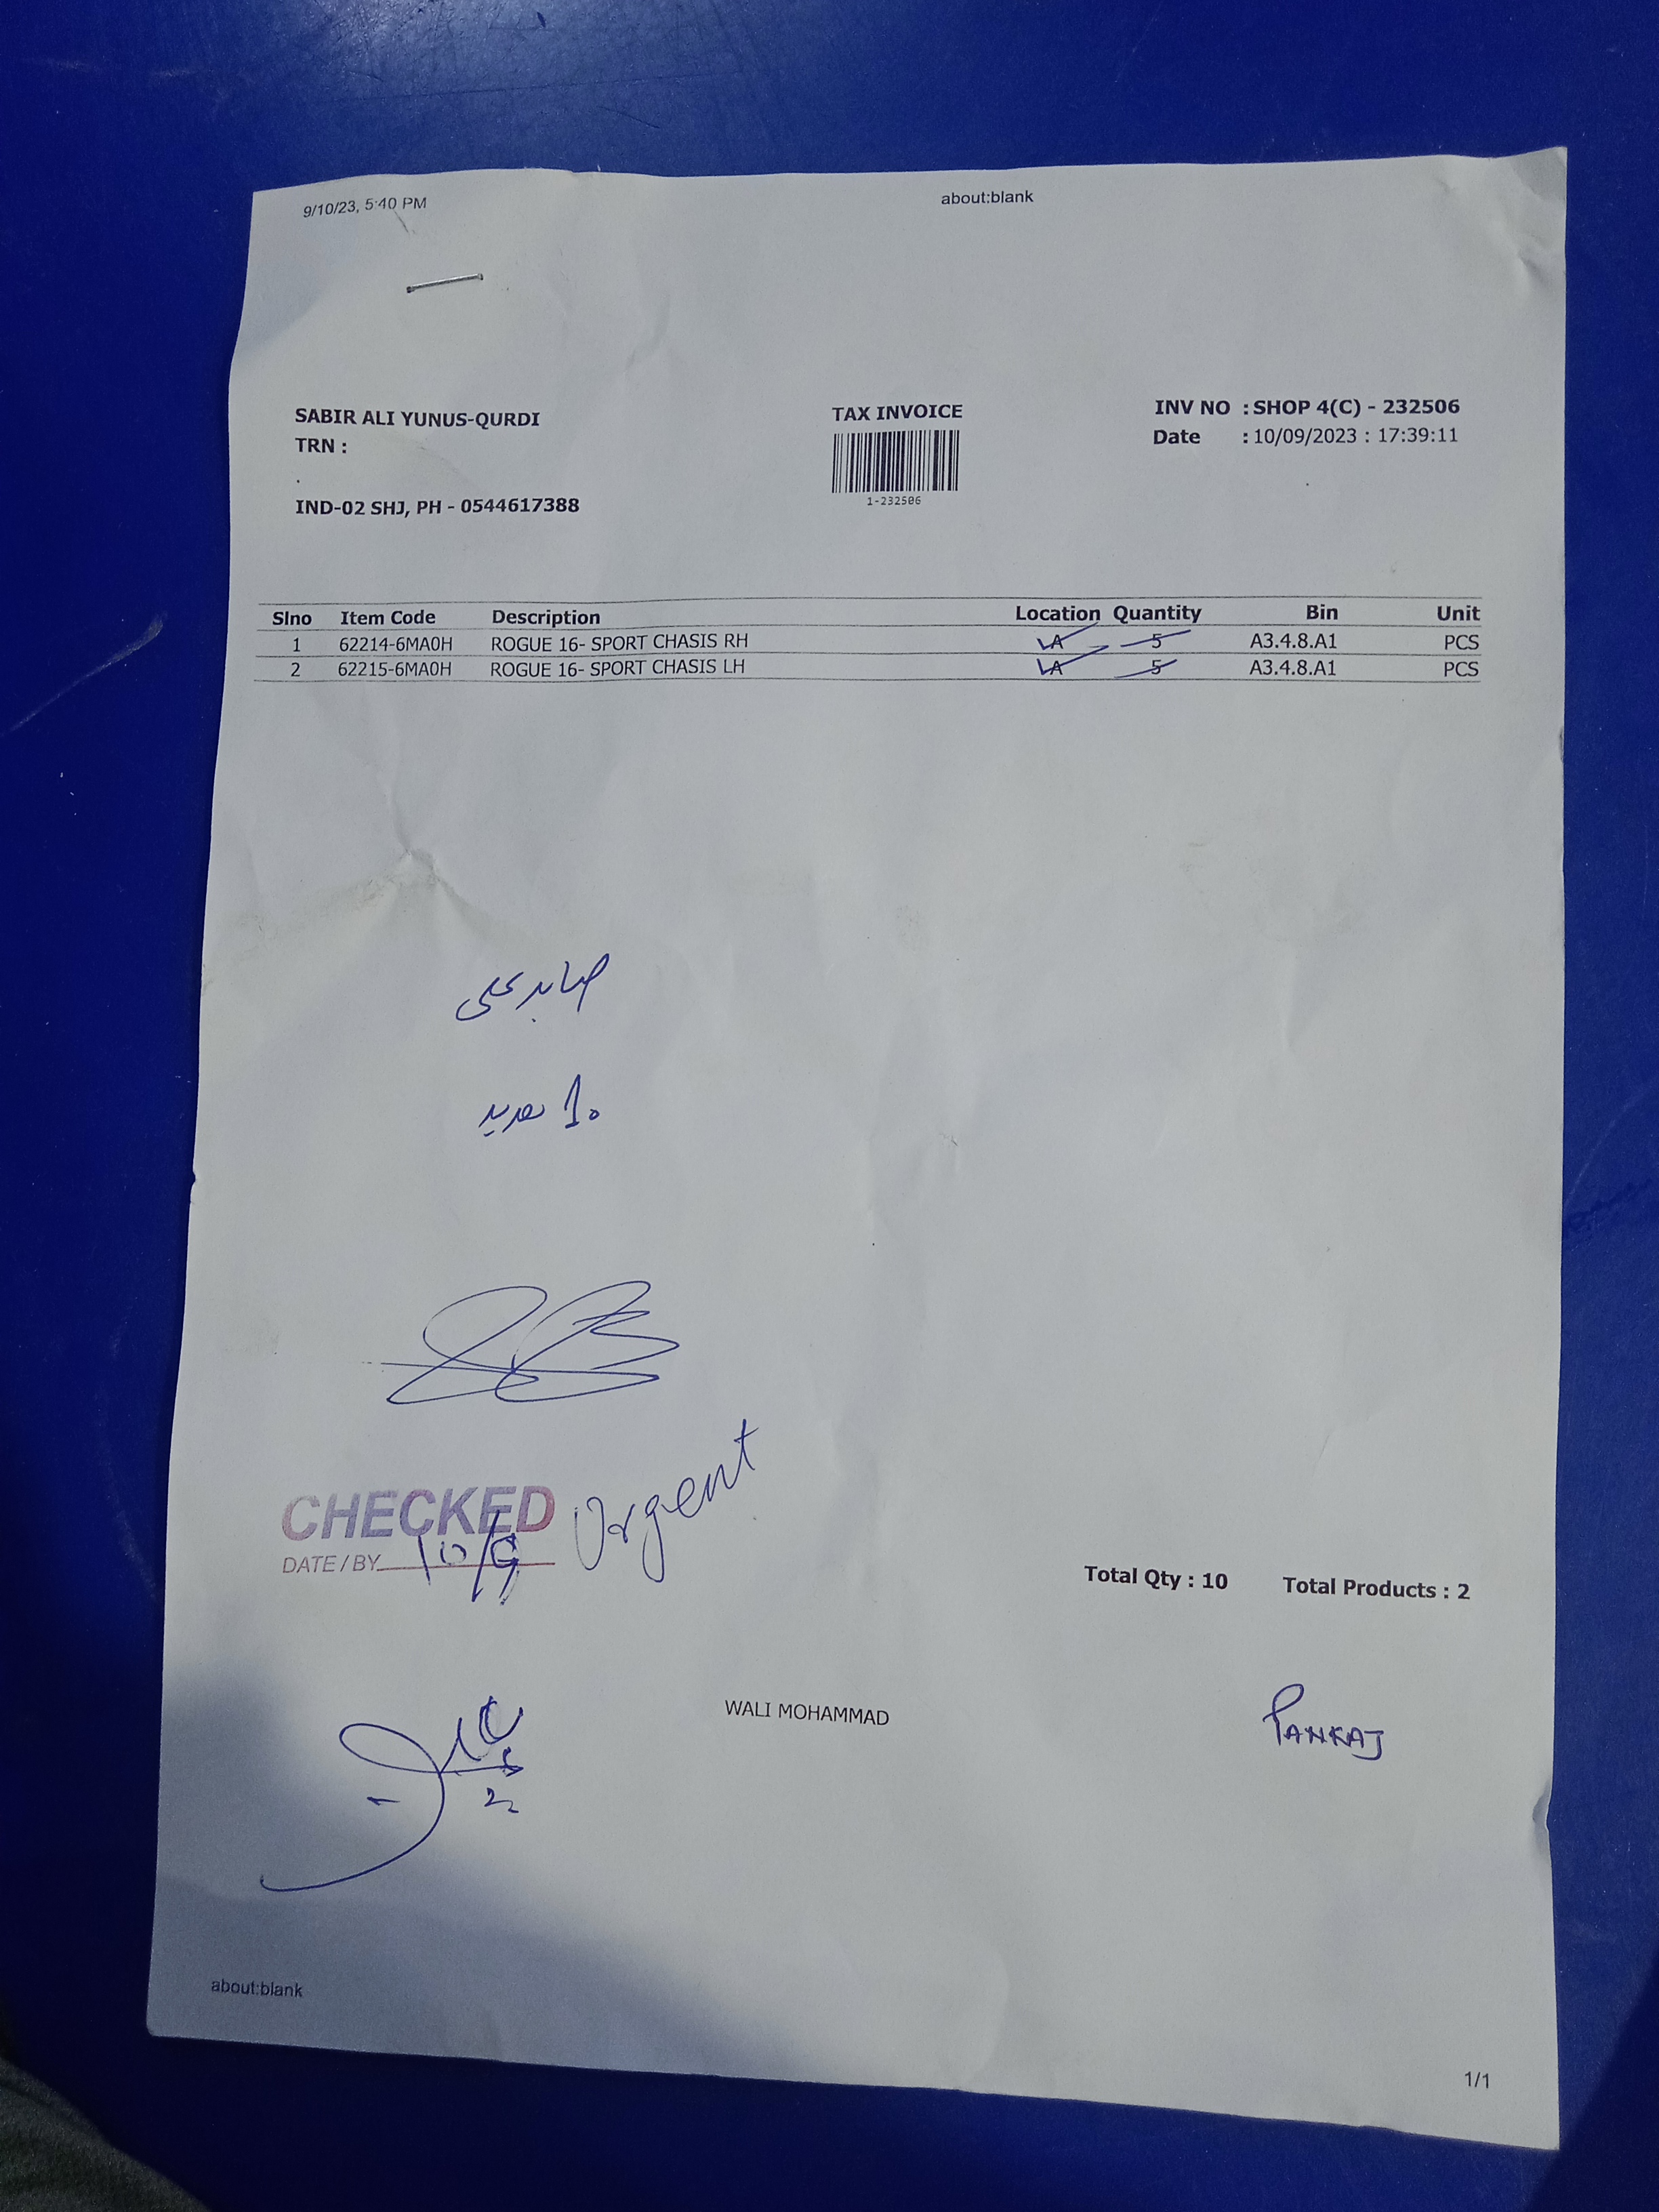 9/10/23, 5:40 PM about:blank
SABIR ALI YUNUS-QURDI TAX INVOICE INV NO : SHOP 4(C) - 232506
TRN : Date : 10/09/2023 : 17:39:11
.
1-232506
IND-02 SHJ, PH - 0544617388
Slno Item Code Description Location Quantity Bin Unit
1 62214-6MA0H ROGUE 16- SPORT CHASIS RH LA 5 A3.4.8.A1 PCS
2 62215-6MA0H ROGUE 16- SPORT CHASIS LH LA 5 A3.4.8.A1 PCS
صابر علی
10
CHECKED Urgent
DATE / BY 10/9
Total Qty : 10 Total Products : 2
WALI MOHAMMAD PANKAJ
about:blank
1/1